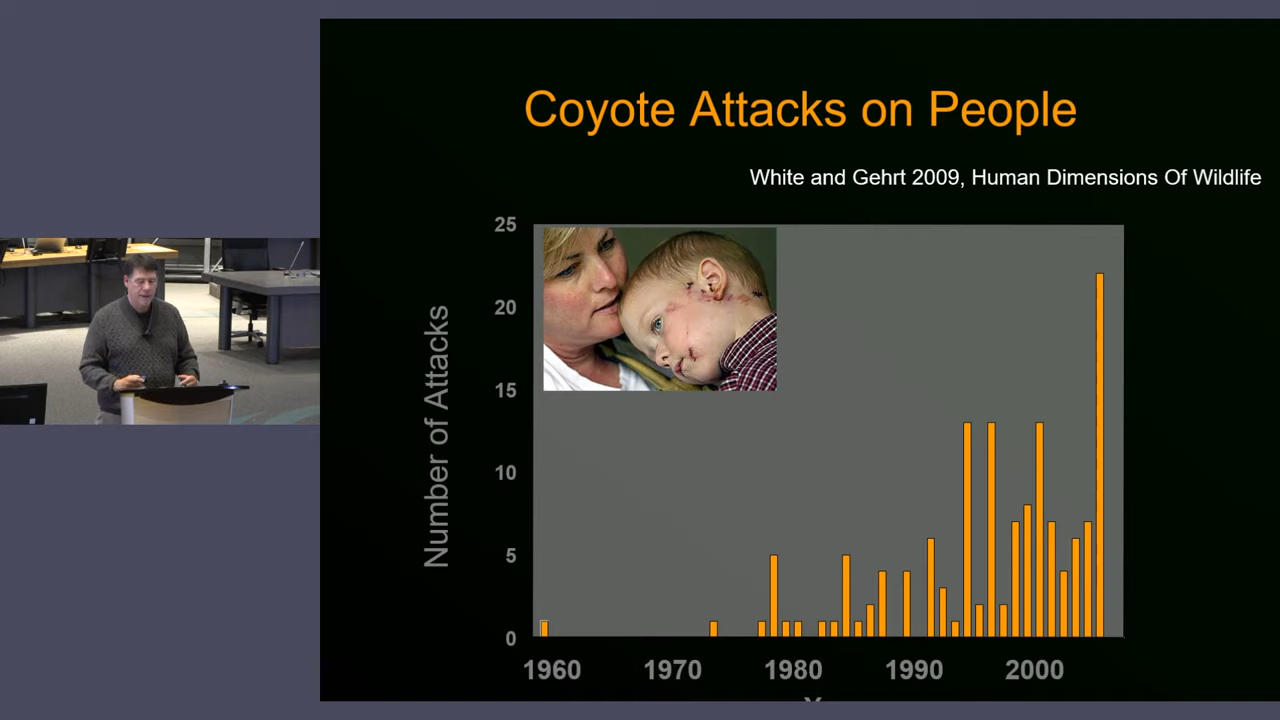 Coyote Attacks on People
White and Gehrt 2009, Human Dimensions Of Wildlife
Number of Attacks
25
20
15
10
5
0
1960 1970 1980 1990 2000